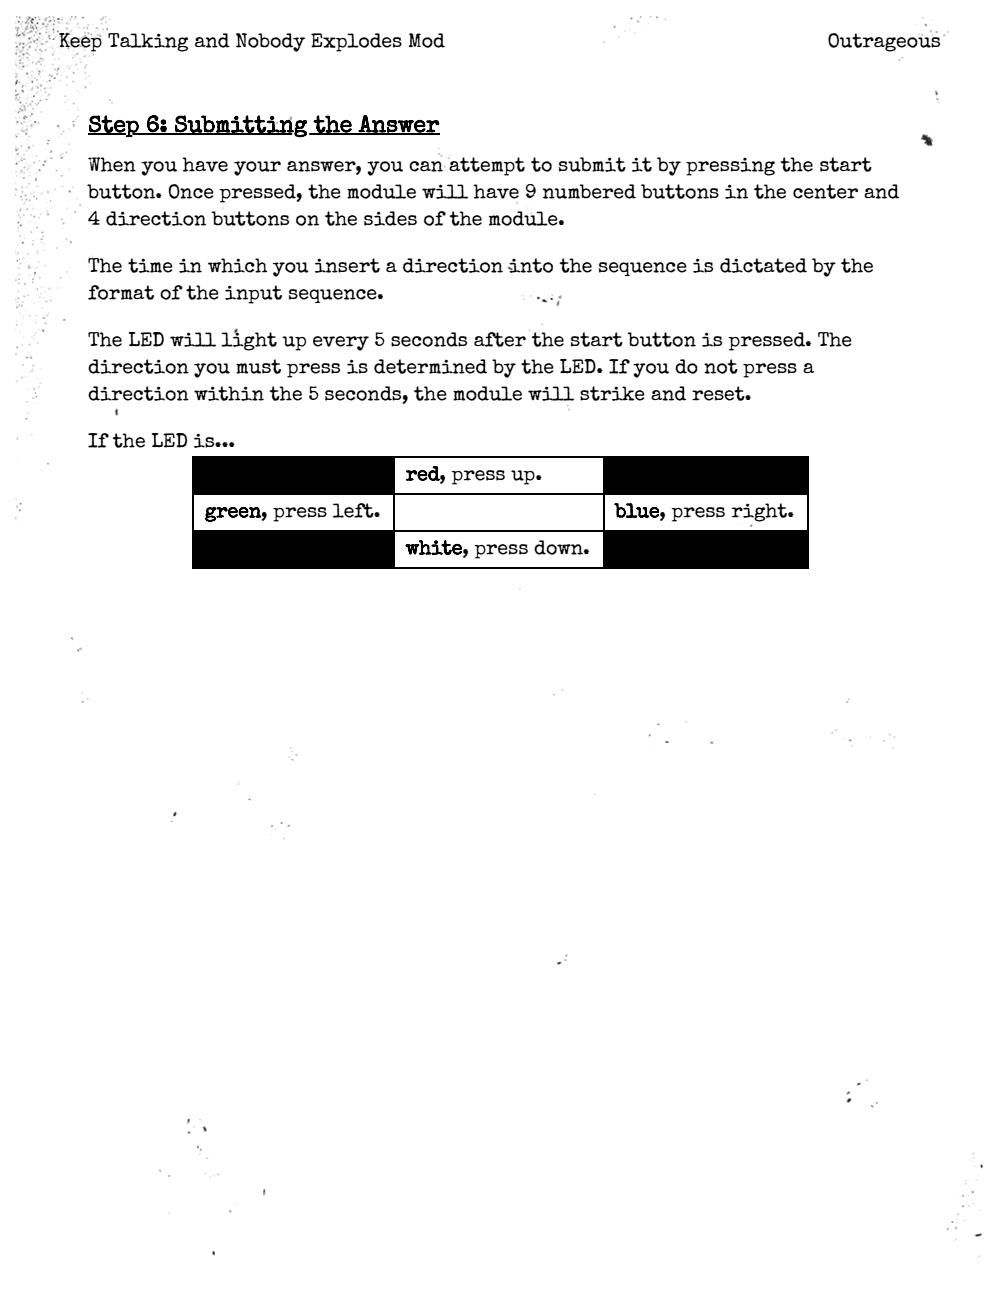 Keep Talking and Nobody Explodes Mod
Outrageous
Step 6: Submitting the Answer
When you have your answer, you can attempt to submit it by pressing the start
button. Once pressed, the module will have 9 numbered buttons in the center and
4 direction buttons on the sides of the module.
The time in which you insert a direction into the sequence is dictated by the
format of the input sequence.
The LED will light up every 5 seconds after the start button is pressed. The
direction you must press is determined by the LED. If you do not press a
direction within the 5 seconds, the module will strike and reset.
If the LED is...
red, press up.
green, press left.
blue, press right.
white, press down.